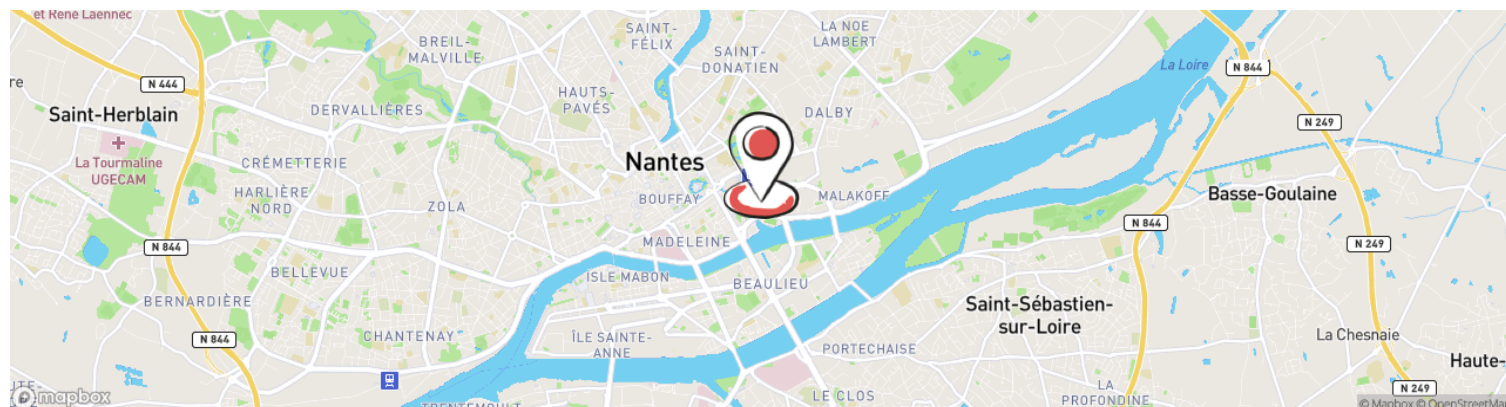 et René Laennec
BREIL-
MALVILLE
SAINT-
FÉLIX
SAINT-
DONATIEN
LA NOE
LAMBERT
La Loire
N 844
N 444
re
Saint-Herblain
DERVALLIÈRES
HAUTS-
PAVÉS
DALBY
N 249
La Tourmaline
UGECAM
CRÉMETTERIE
Nantes
HARLIÈRE
NORD
ZOLA
BOUFFAY
MALAKOFF
Basse-Goulaine
N 844
N 844
MADELEINE
N 249
BELLEVUE
ISLE MABON
BEAULIEU
BERNARDIÈRE
Saint-Sébastien-
sur-Loire
N 844
CHANTENAY
ÎLE SAINTE-
ANNE
PORTECHAISE
La Chesnaie
Haute-
LA
PROFONDINE
N 249
LE CLOS
TRENTEMOULT
mapbox
© Mapbox © OpenStreetMap